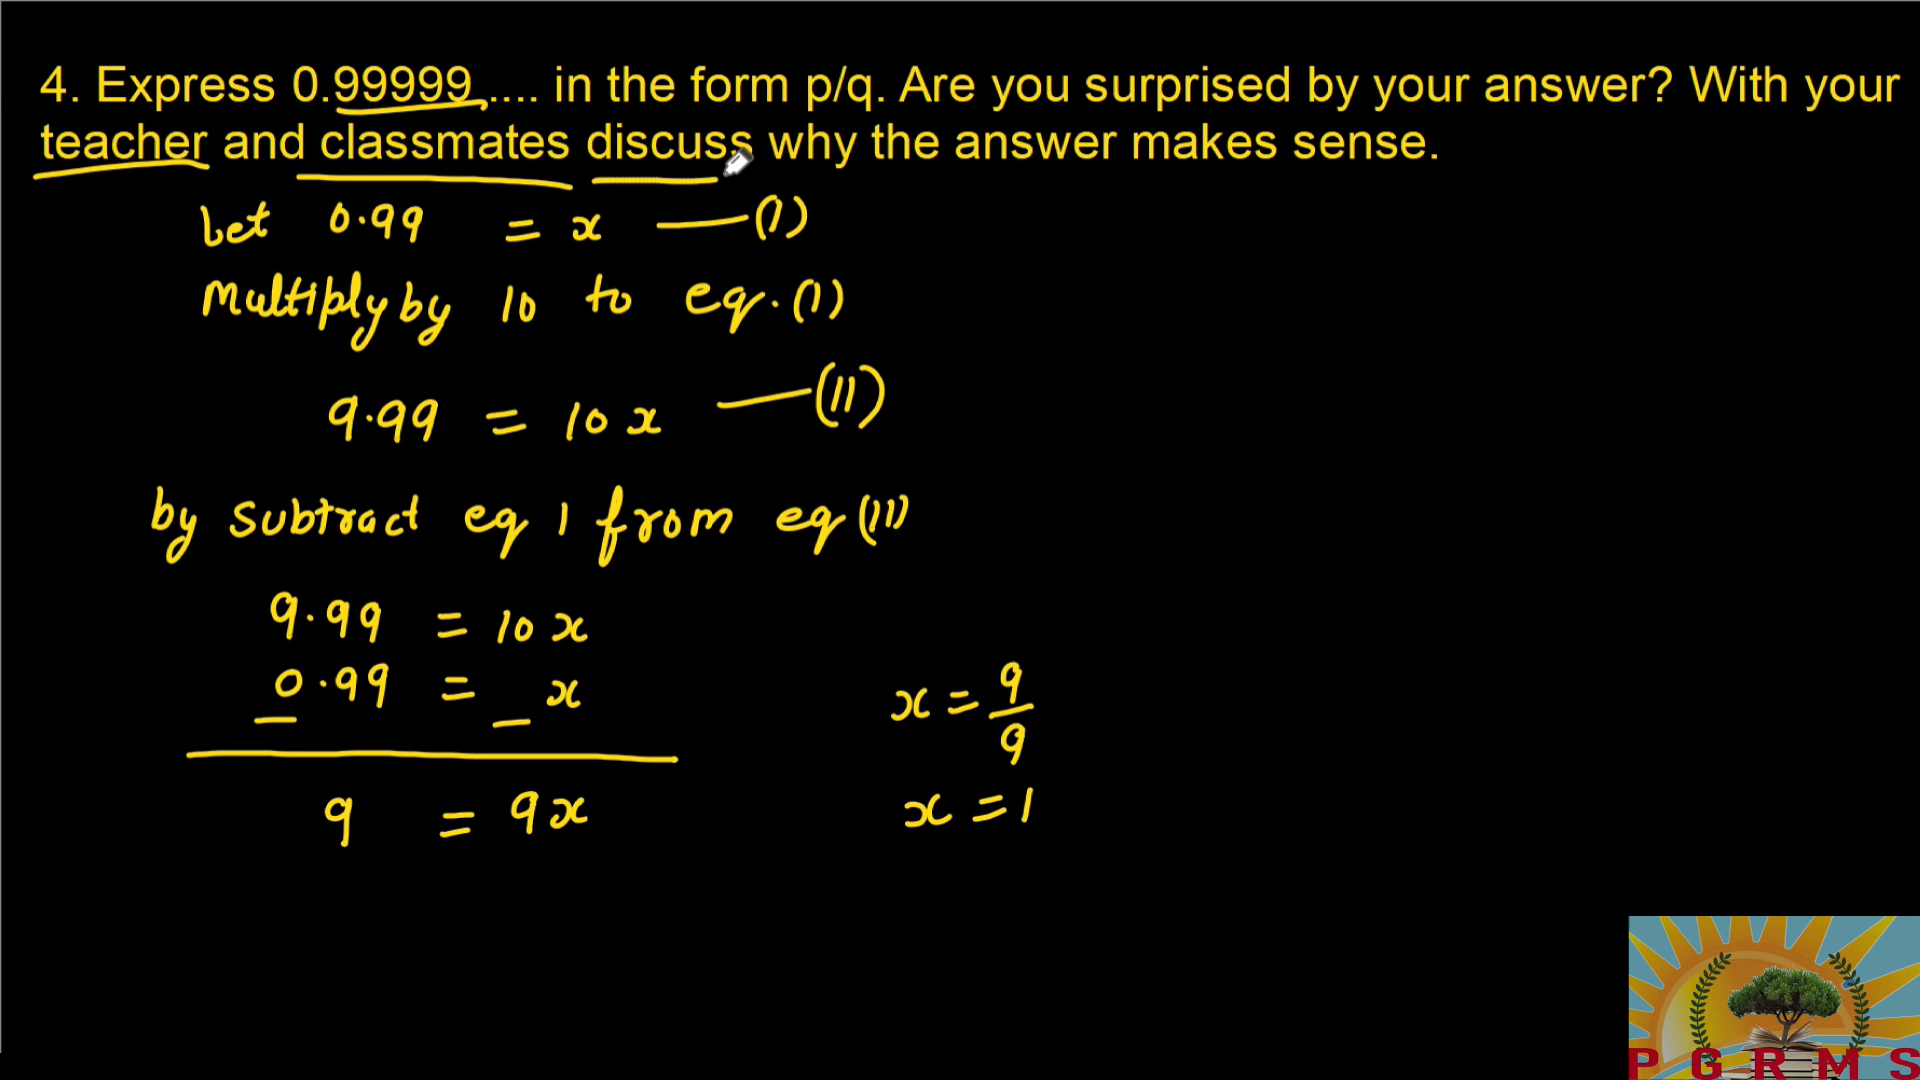 4. Express 0.99999.... in the form p/q. Are you surprised by your answer? With your
teacher and classmates discuss why the answer makes sense.
Let 0.99 = x —(1)
Multiply by 10 to eq.(1)
9.99 = 10x —(11)
by subtract eq 1 from eq (11)
9.99 = 10x
0.99 = _x
9 = 9x
x = 9/9
x = 1
P G R M S